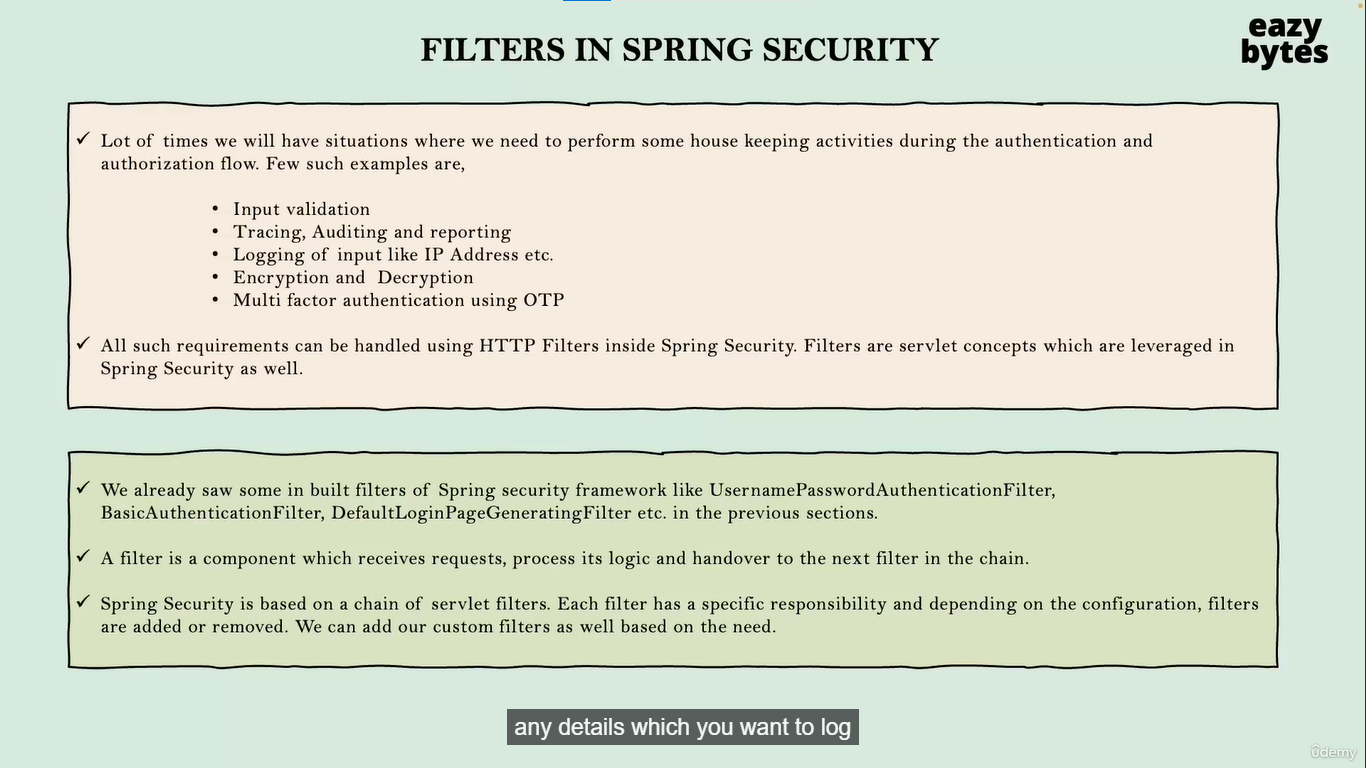 FILTERS IN SPRING SECURITY
eazy
bytes
✓ Lot of times we will have situations where we need to perform some house keeping activities during the authentication and
authorization flow. Few such examples are,
• Input validation
• Tracing, Auditing and reporting
• Logging of input like IP Address etc.
• Encryption and Decryption
• Multi factor authentication using OTP
✓ All such requirements can be handled using HTTP Filters inside Spring Security. Filters are servlet concepts which are leveraged in
Spring Security as well.
✓ We already saw some in built filters of Spring security framework like UsernamePasswordAuthenticationFilter,
BasicAuthenticationFilter, DefaultLoginPageGeneratingFilter etc. in the previous sections.
✓ A filter is a component which receives requests, process its logic and handover to the next filter in the chain.
✓ Spring Security is based on a chain of servlet filters. Each filter has a specific responsibility and depending on the configuration, filters
are added or removed. We can add our custom filters as well based on the need.
any details which you want to log
ûdemy